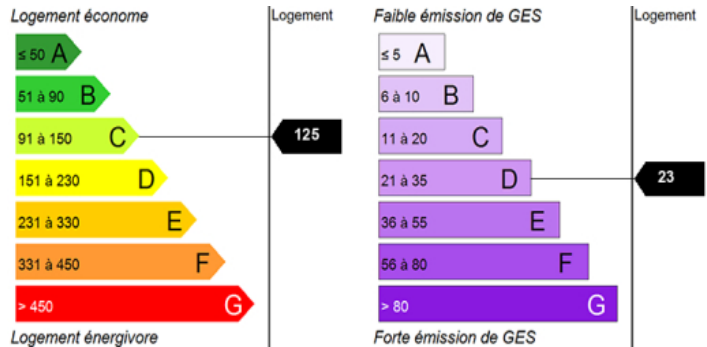 Logement économe
Logement
≤ 50 A
51 à 90 B
91 à 150 C
125
151 à 230 D
231 à 330 E
331 à 450 F
> 450 G
Logement énergivore
Faible émission de GES
Logement
≤ 5 A
6 à 10 B
11 à 20 C
21 à 35 D
23
36 à 55 E
56 à 80 F
> 80 G
Forte émission de GES